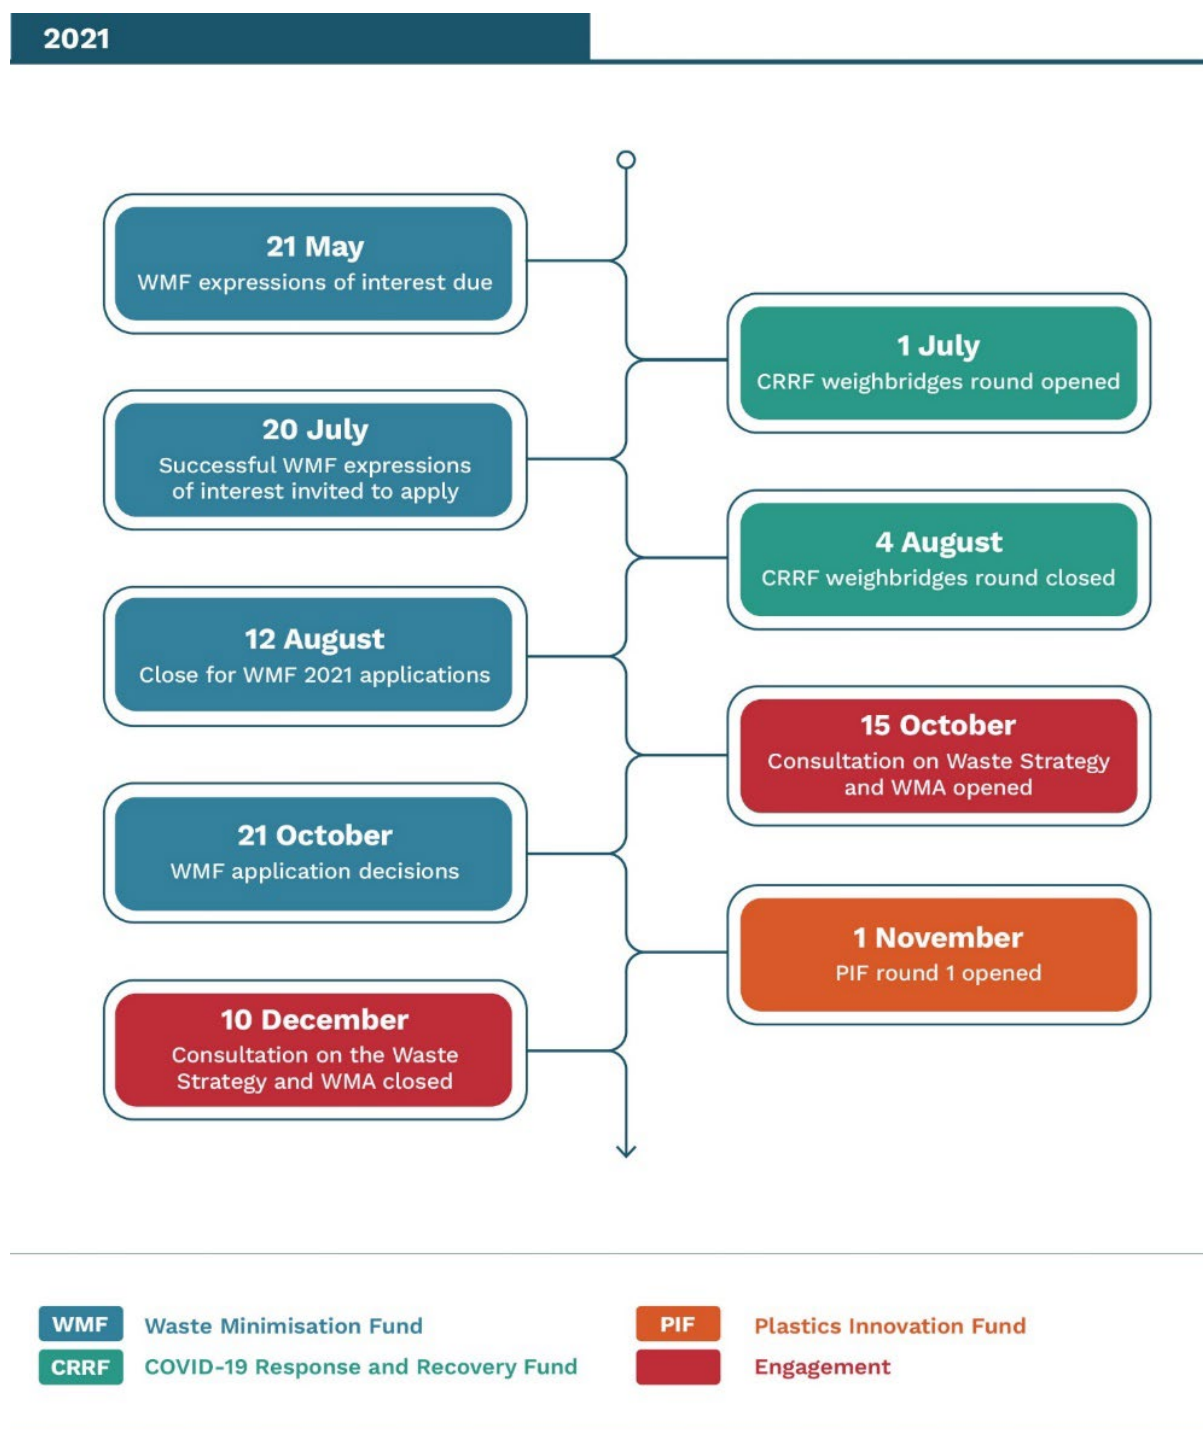 2021
21 May
WMF expressions of interest due
1 July
CRRF weighbridges round opened
20 July
Successful WMF expressions
of interest invited to apply
4 August
CRRF weighbridges round closed
12 August
Close for WMF 2021 applications
15 October
Consultation on Waste Strategy
and WMA opened
21 October
WMF application decisions
1 November
PIF round 1 opened
10 December
Consultation on the Waste
Strategy and WMA closed
WMF Waste Minimisation Fund
CRRF COVID-19 Response and Recovery Fund
PIF Plastics Innovation Fund
Engagement